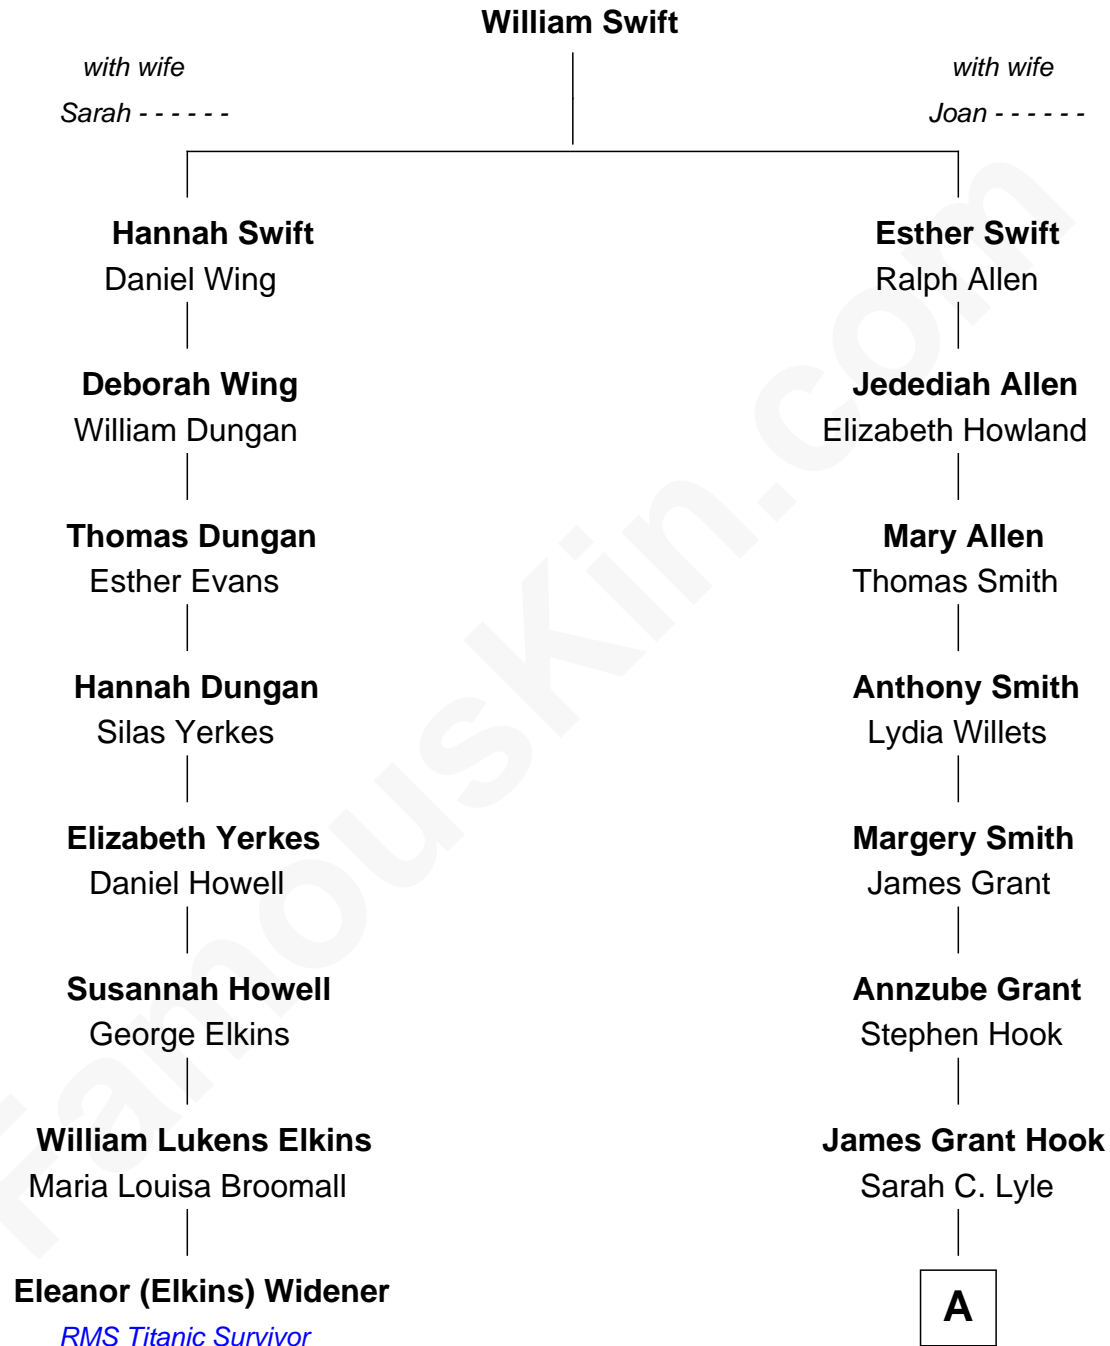 William Swift
with wife
Sarah - - - - - -
with wife
Joan - - - - - -
Hannah Swift
Daniel Wing
Esther Swift
Ralph Allen
Deborah Wing
William Dungan
Jedediah Allen
Elizabeth Howland
Thomas Dungan
Esther Evans
Mary Allen
Thomas Smith
Hannah Dungan
Silas Yerkes
Anthony Smith
Lydia Willets
Elizabeth Yerkes
Daniel Howell
Margery Smith
James Grant
Susannah Howell
George Elkins
Annzube Grant
Stephen Hook
William Lukens Elkins
Maria Louisa Broomall
James Grant Hook
Sarah C. Lyle
Eleanor (Elkins) Widener
RMS Titanic Survivor
A
FamousKin.com